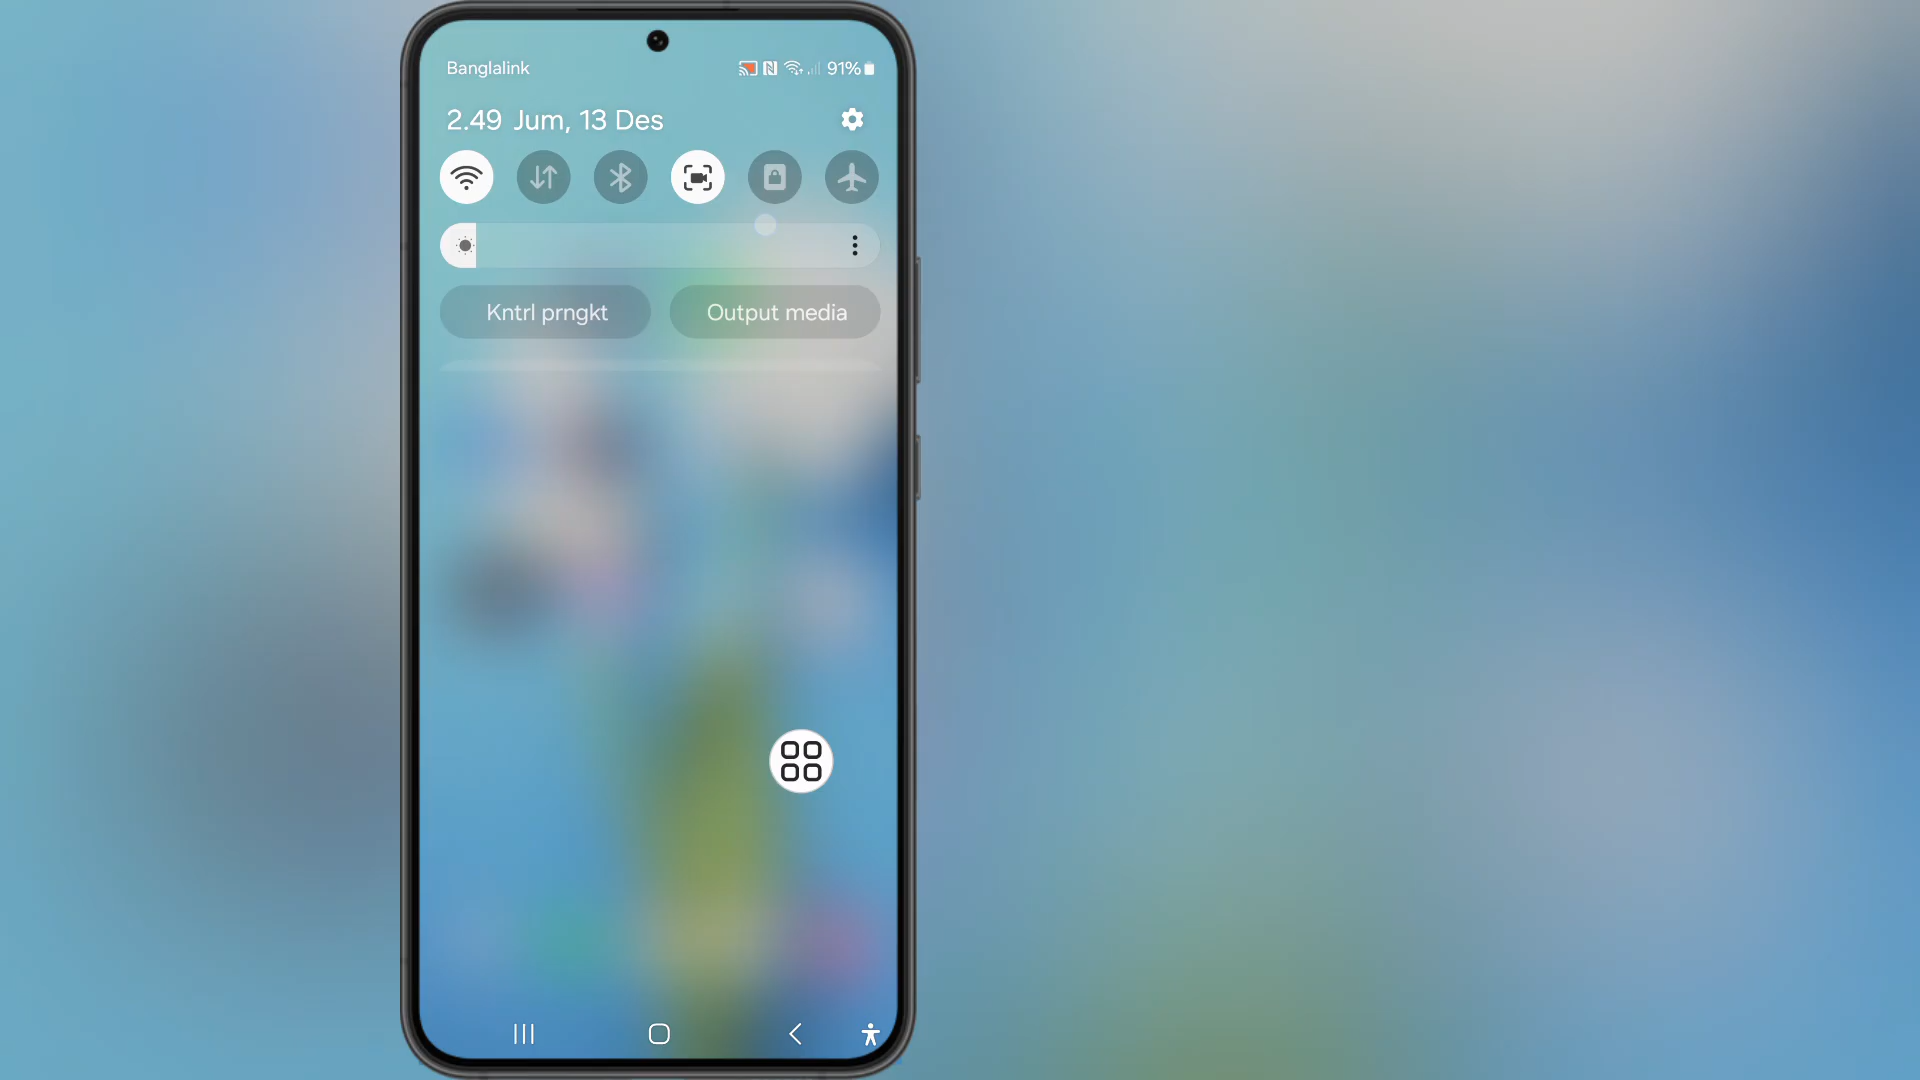 Banglalink 91%
2.49 Jum, 13 Des
Kntrl prngkt Output media